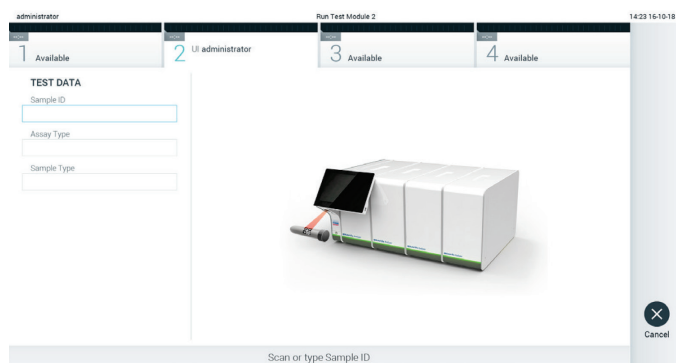 administrator
Run Test Module 2
14:23 16-10-18
1 Available
2 UI administrator
3 Available
4 Available
TEST DATA
Sample ID
Assay Type
Sample Type
Cancel
Scan or type Sample ID